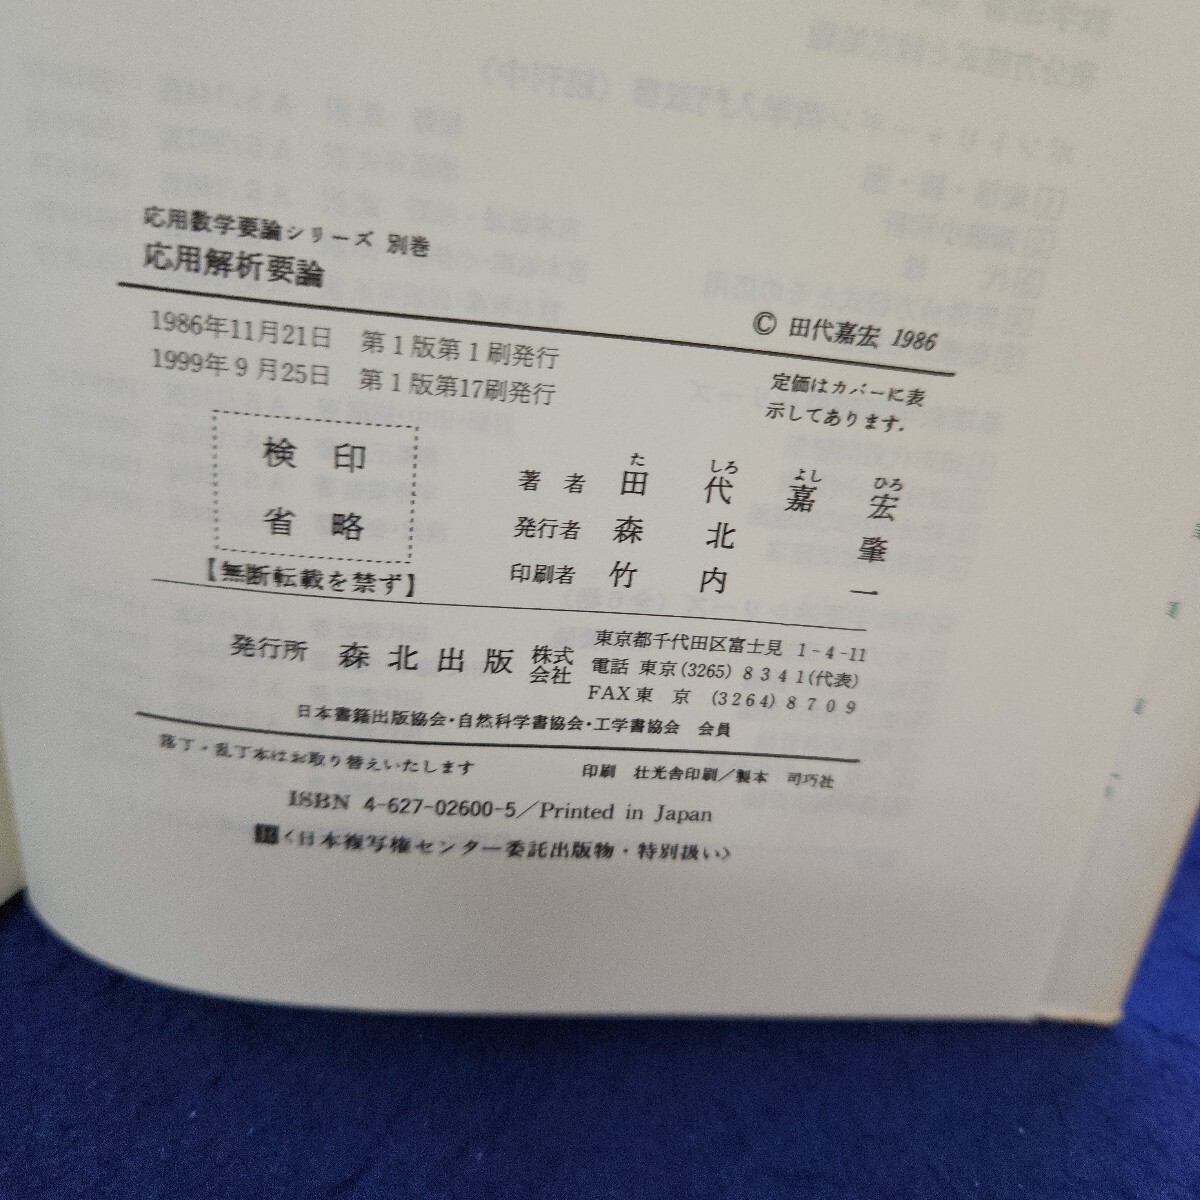 応用数学要論シリーズ 別巻
応用解析要論
© 田代嘉宏 1986
1986年11月21日 第1版第1刷発行
1999年9月25日 第1版第17刷発行
定価はカバーに表
示してあります.
検印
省略
【無断転載を禁ず】
た しろ よし ひろ
著者 田代嘉宏
発行者 森北肇
印刷者 竹内一
発行所 森北出版 株式会社
東京都千代田区富士見 1-4-11
電話 東京(3265)8341(代表)
FAX東京 (3264)8709
日本書籍出版協会・自然科学書協会・工学書協会 会員
落丁・乱丁本はお取り替えいたします 印刷 壮光舎印刷/製本 司巧社
ISBN 4-627-02600-5/Printed in Japan
<日本複写権センター委託出版物・特別扱い>